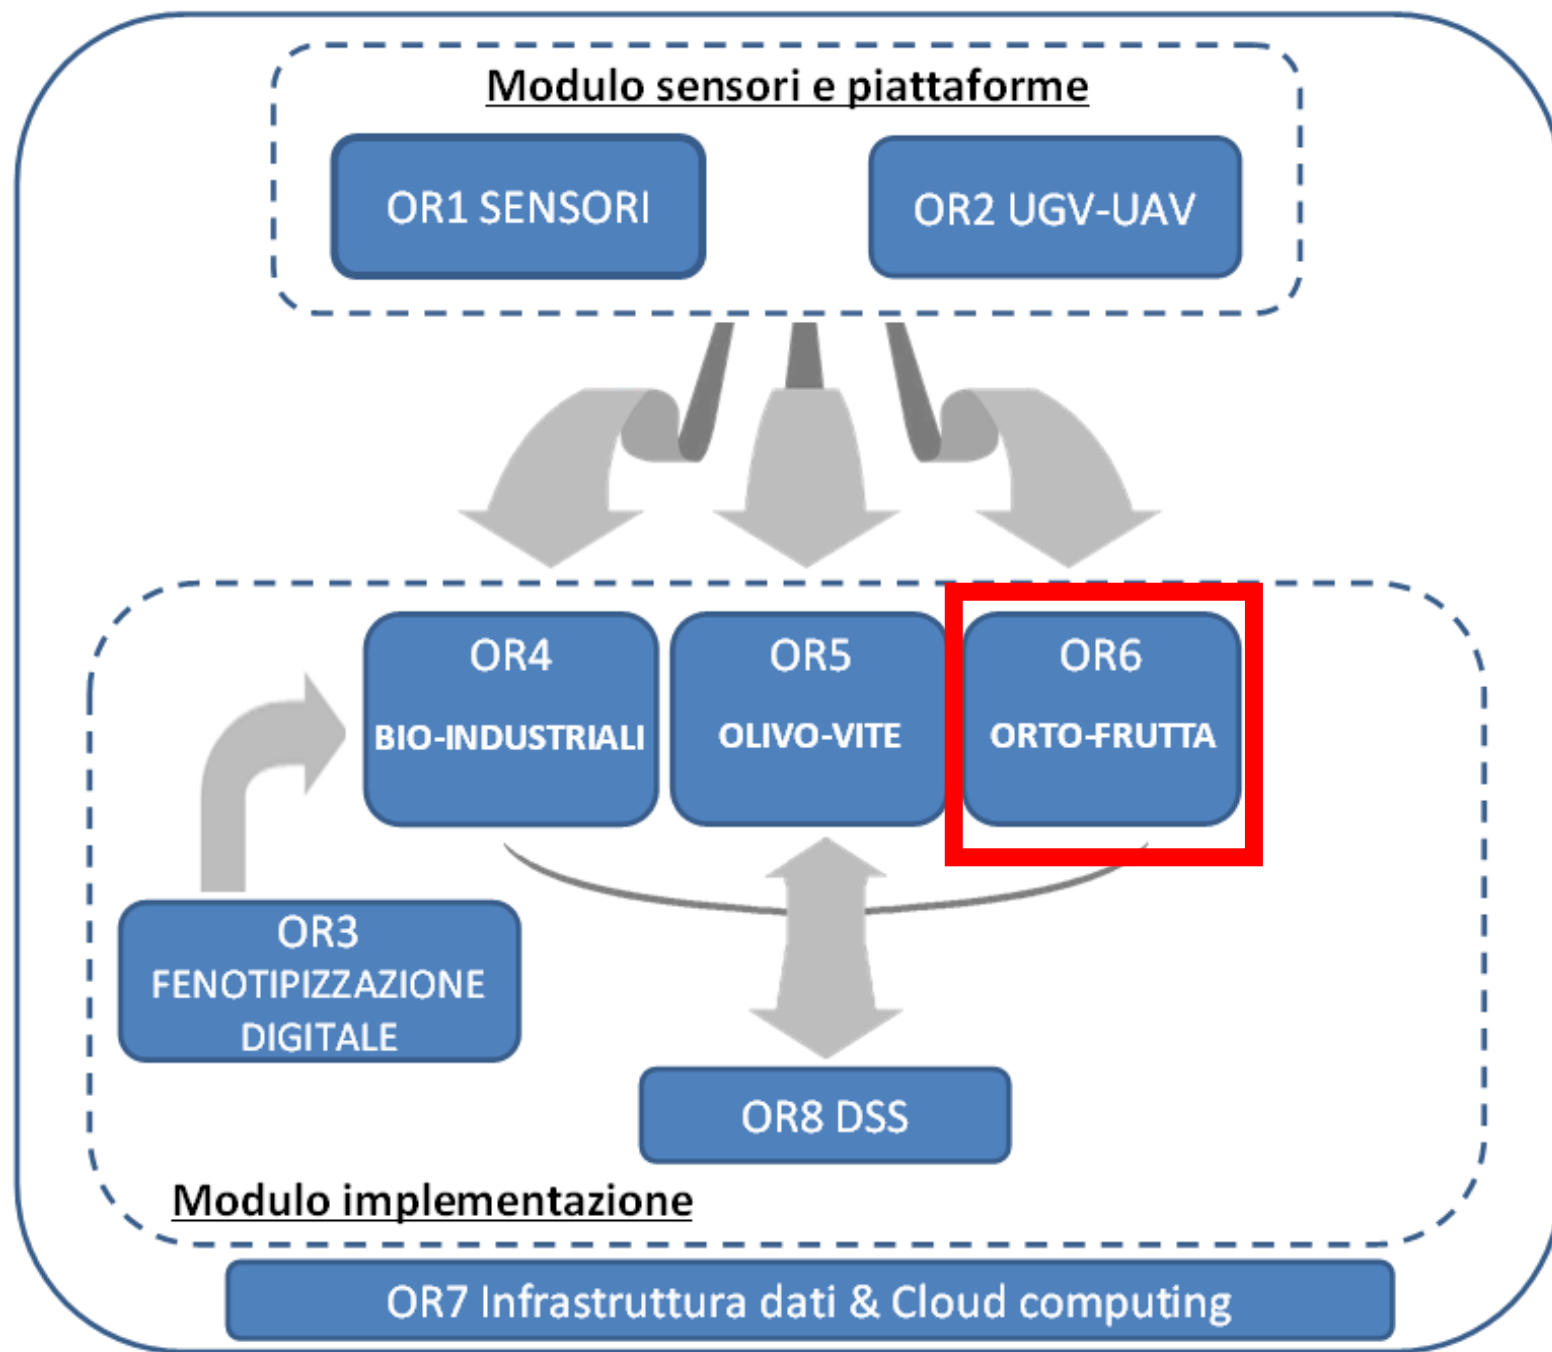 Modulo sensori e piattaforme
OR1 SENSORI
OR2 UGV-UAV
OR4
BIO-INDUSTRIALI
OR5
OLIVO-VITE
OR6
ORTO-FRUTTA
OR3
FENOTIPIZZAZIONE
DIGITALE
OR8 DSS
Modulo implementazione
OR7 Infrastruttura dati & Cloud computing